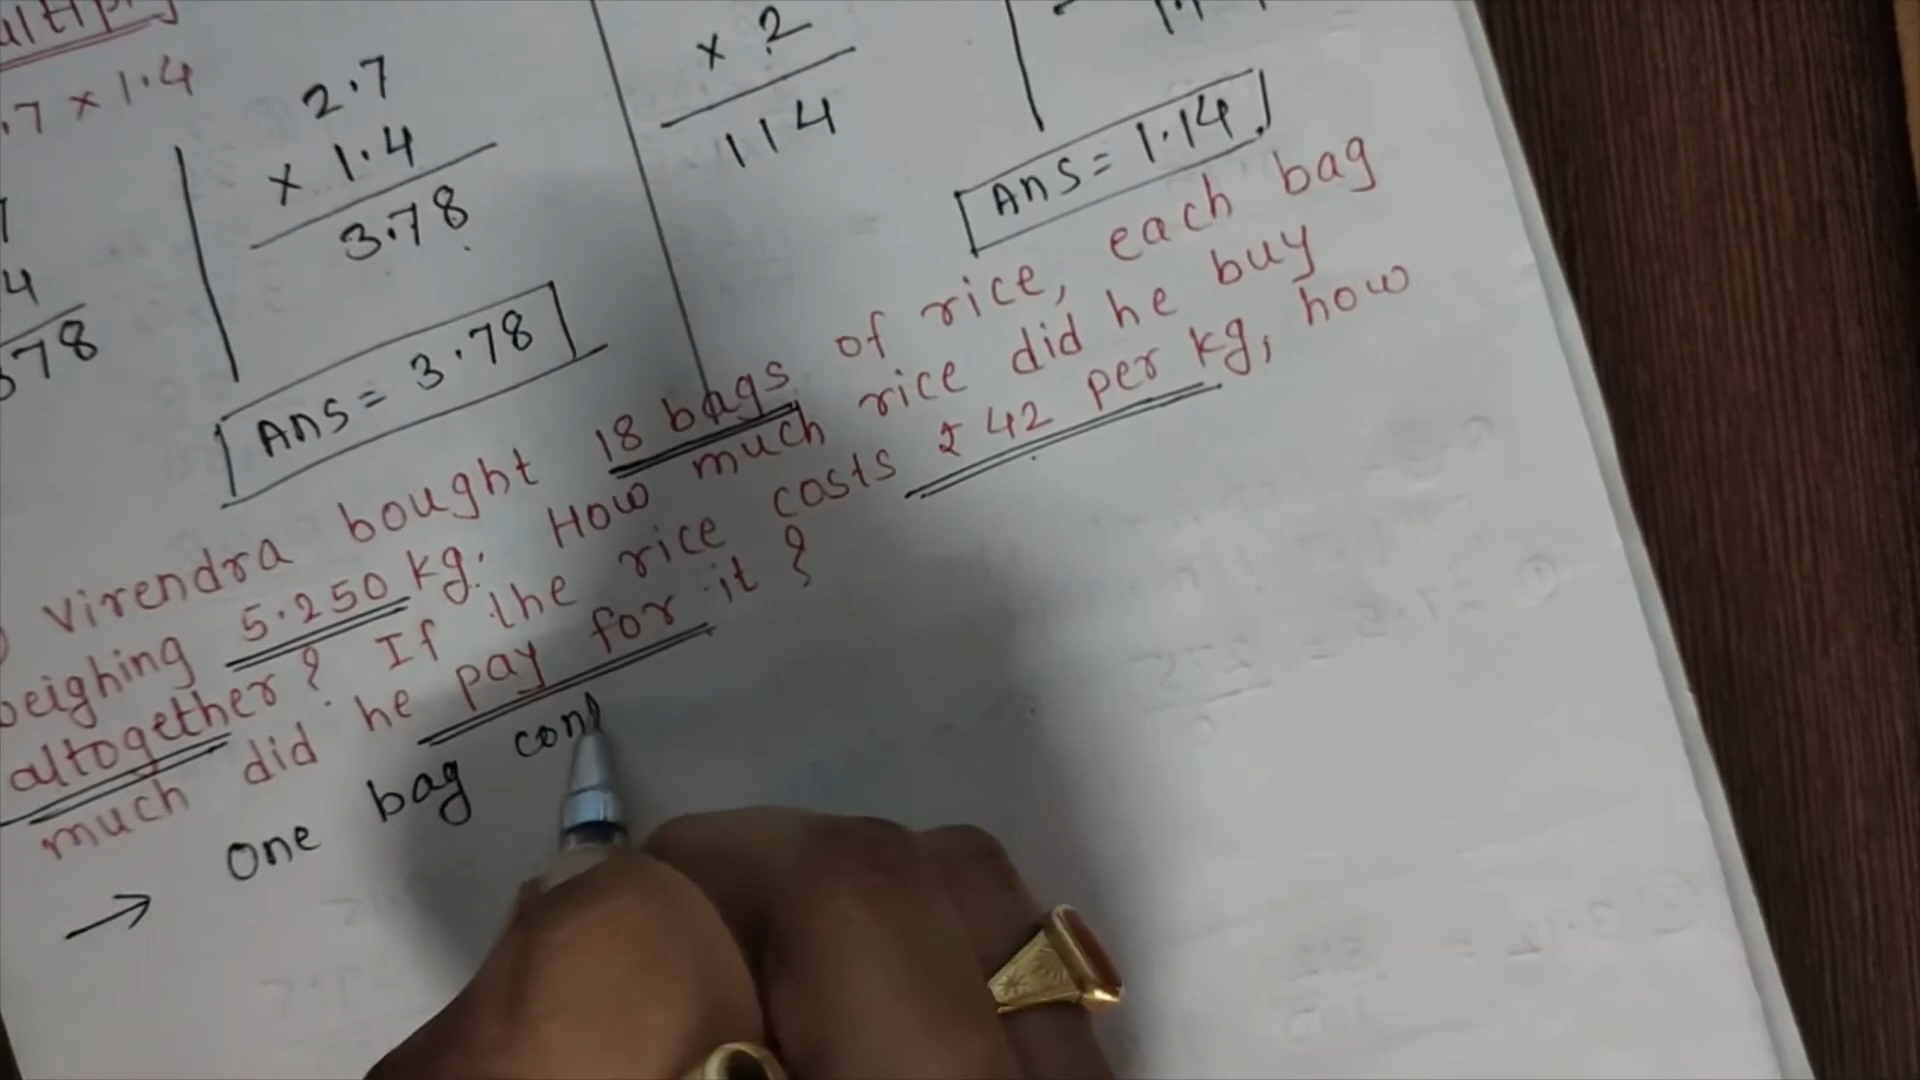 .7 × 1.4
2.7
× 1.4
3.78
78
Ans = 3.78
× 2
114
Ans = 1.14
Virendra bought 18 bags of rice, each bag
weighing 5.250 kg. How much rice did he buy
altogether? If the rice costs ₹ 42 per kg, how
much did he pay for it?
→ One bag con